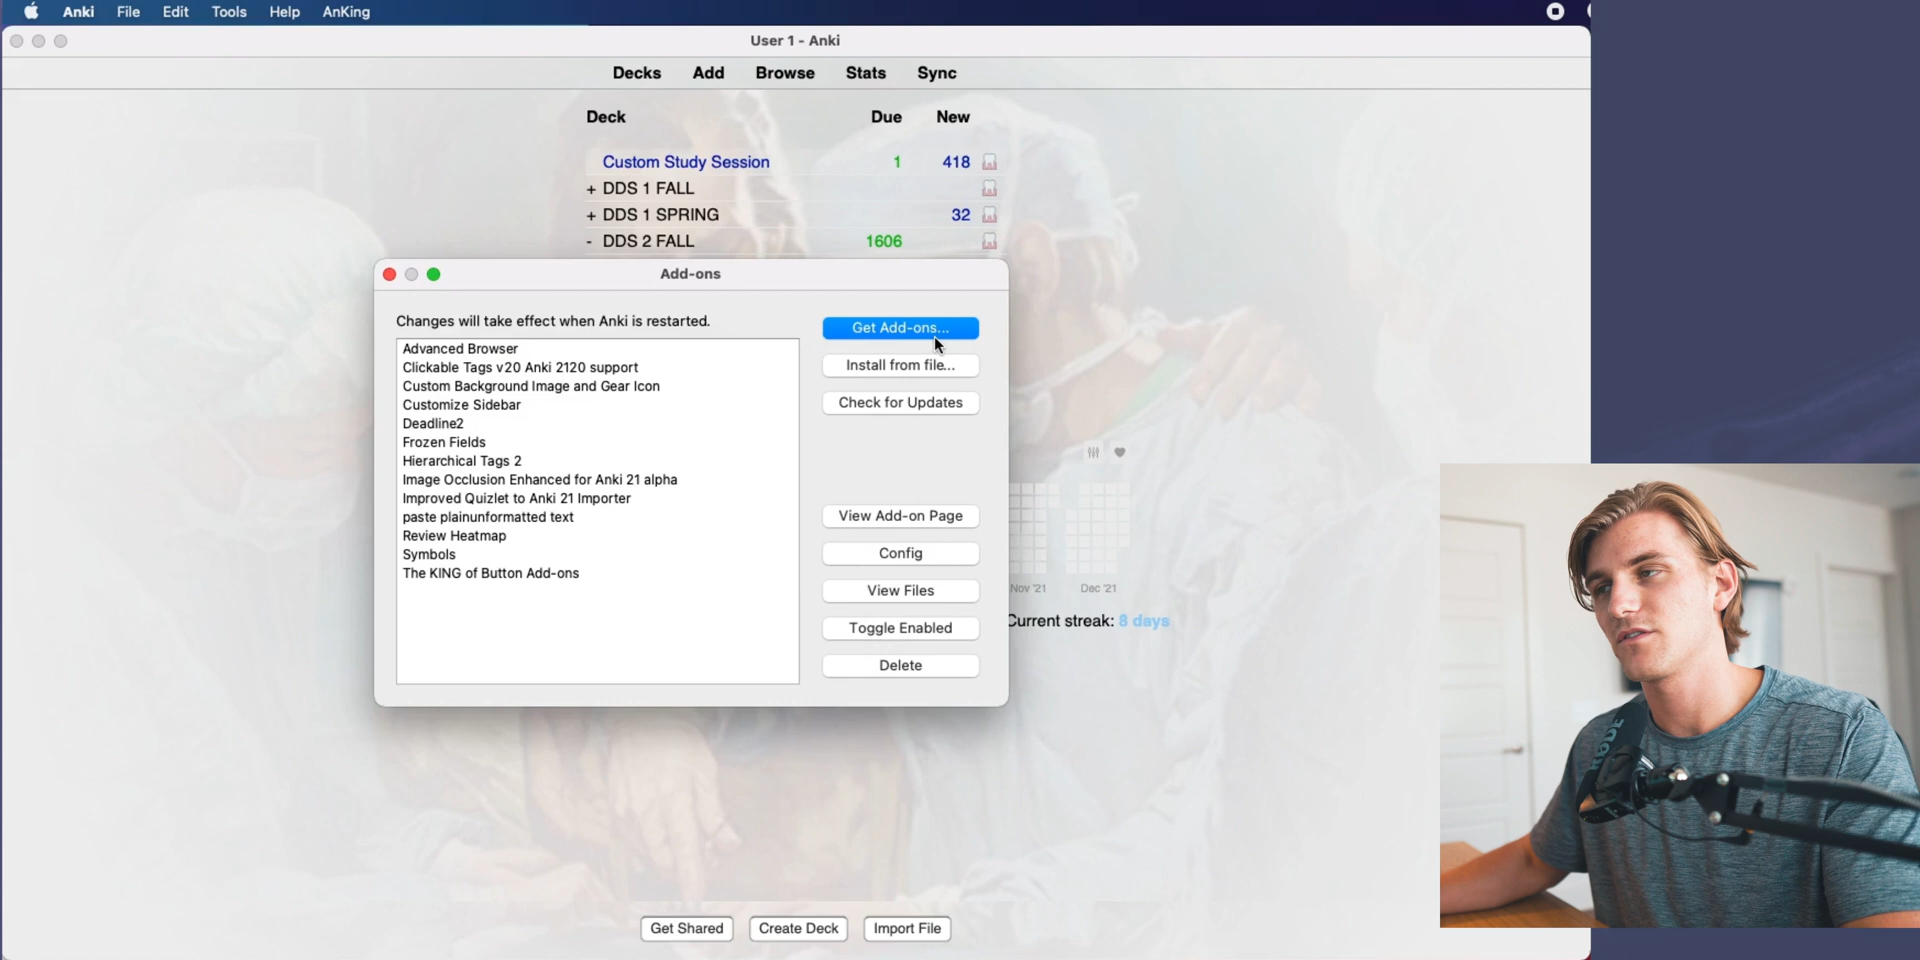 Anki File Edit Tools Help AnKing
User 1 - Anki
Decks Add Browse Stats Sync
Deck Due New
Custom Study Session 1 418
+ DDS 1 FALL
+ DDS 1 SPRING 32
- DDS 2 FALL 1606
Add-ons
Changes will take effect when Anki is restarted.
Advanced Browser
Clickable Tags v20 Anki 2120 support
Custom Background Image and Gear Icon
Customize Sidebar
Deadline2
Frozen Fields
Hierarchical Tags 2
Image Occlusion Enhanced for Anki 21 alpha
Improved Quizlet to Anki 21 Importer
paste plainunformatted text
Review Heatmap
Symbols
The KING of Button Add-ons
Get Add-ons...
Install from file...
Check for Updates
View Add-on Page
Config
View Files
Toggle Enabled
Delete
Nov '21 Dec '21
Current streak: 8 days
Get Shared Create Deck Import File
RODE